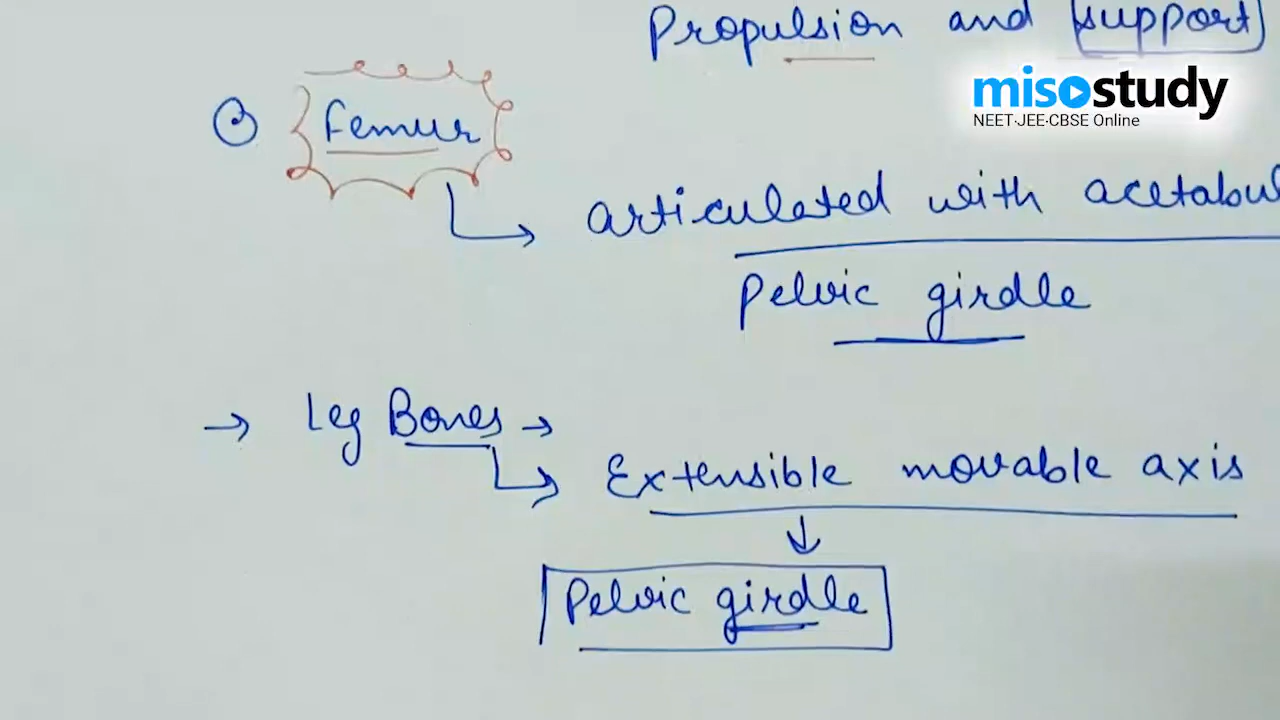 Propulsion and support
misostudy
NEET·JEE·CBSE Online
Femur
articulated with acetabul
Pelvic girdle
→ Leg Bones →
Extensible movable axis
Pelvic girdle